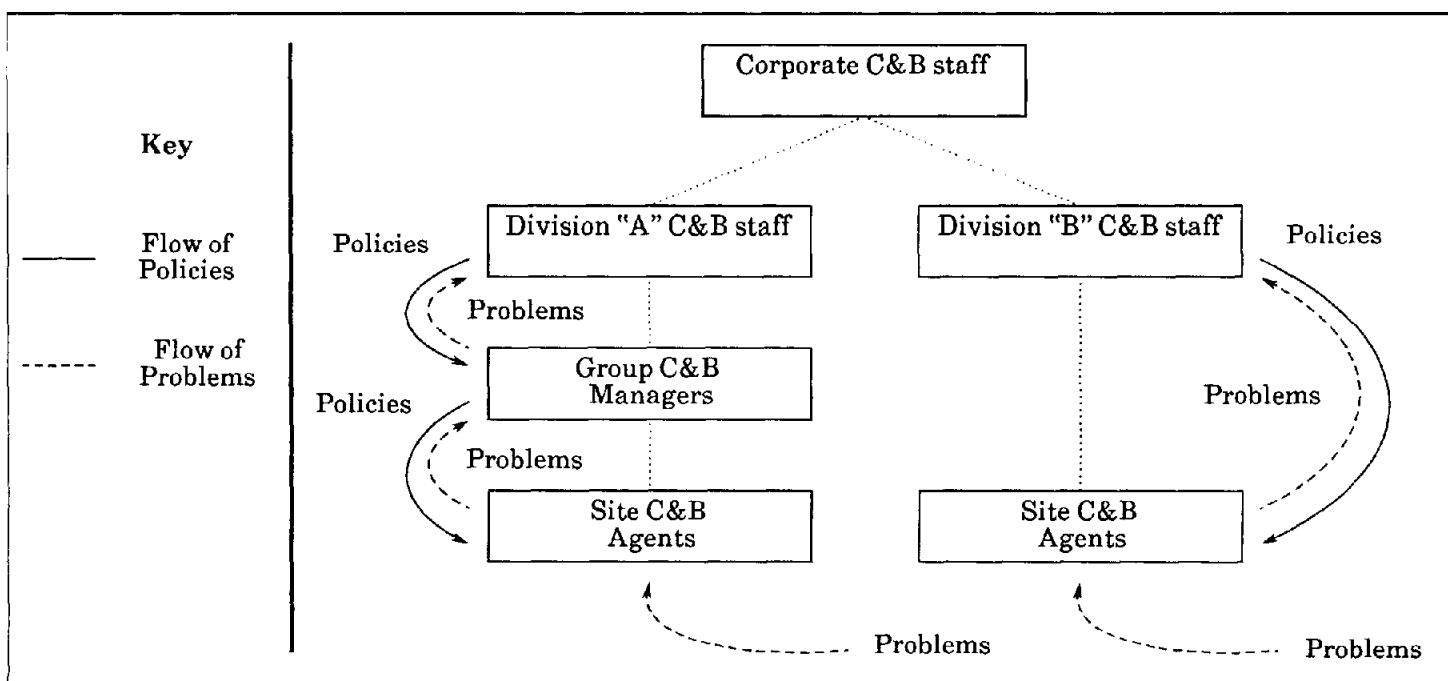 Corporate C&B staff
Key
Division "A" C&B staff
Division "B" C&B staff
Flow of
Policies
Policies
Policies
Problems
Flow of
Problems
Group C&B
Managers
Policies
Problems
Problems
Site C&B
Agents
Site C&B
Agents
Problems
Problems